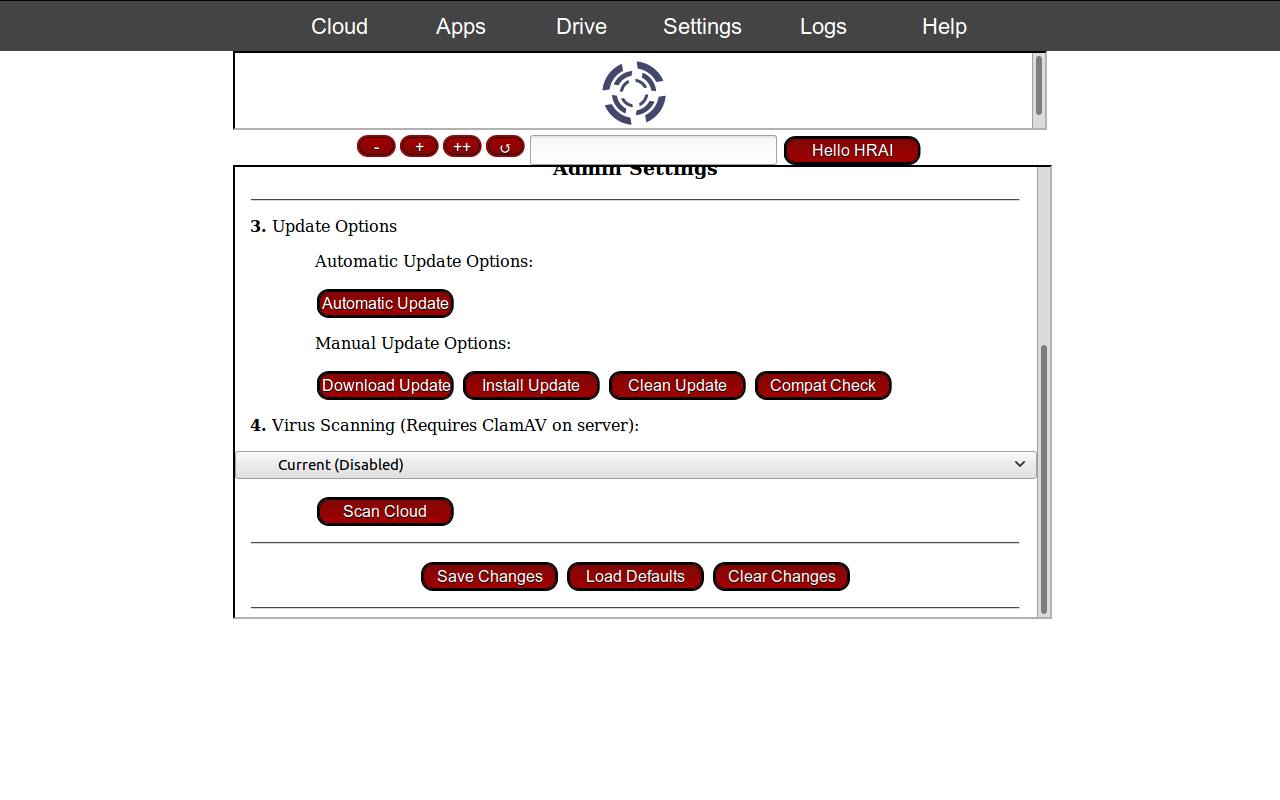 Cloud Apps Drive Settings Logs Help
- + ++ ↺ Hello HRAI
Admin Settings
3. Update Options
Automatic Update Options:
Automatic Update
Manual Update Options:
Download Update Install Update Clean Update Compat Check
4. Virus Scanning (Requires ClamAV on server):
Current (Disabled)
Scan Cloud
Save Changes Load Defaults Clear Changes